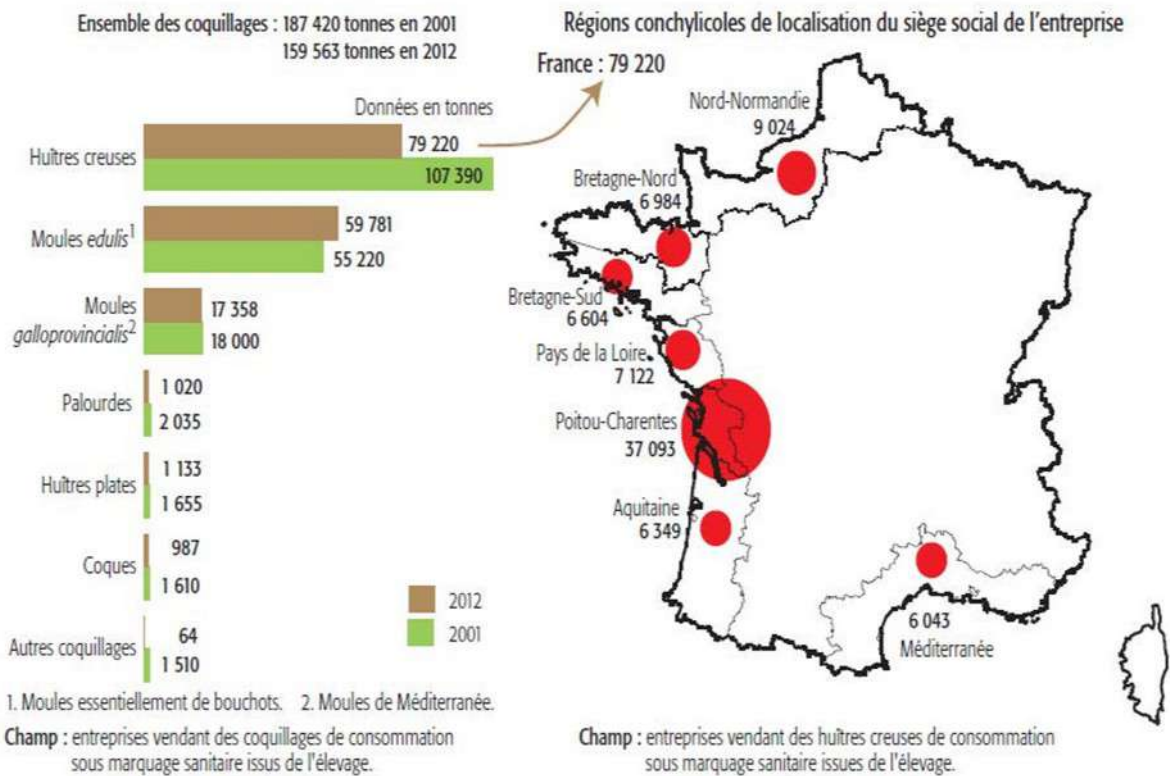 Ensemble des coquillages : 187 420 tonnes en 2001
159 563 tonnes en 2012
Données en tonnes
Huîtres creuses
79 220
107 390
Moules edulis1
59 781
55 220
Moules
galloprovincialis2
17 358
18 000
Palourdes
1 020
2 035
Huîtres plates
1 133
1 655
Coques
987
1 610
Autres coquillages
64
1 510
2012
2001
1. Moules essentiellement de bouchots. 2. Moules de Méditerranée.
Champ : entreprises vendant des coquillages de consommation
sous marquage sanitaire issus de l'élevage.
Régions conchylicoles de localisation du siège social de l'entreprise
France : 79 220
Nord-Normandie
9 024
Bretagne-Nord
6 984
Bretagne-Sud
6 604
Pays de la Loire
7 122
Poitou-Charentes
37 093
Aquitaine
6 349
6 043
Méditerranée
Champ : entreprises vendant des huîtres creuses de consommation
sous marquage sanitaire issues de l'élevage.